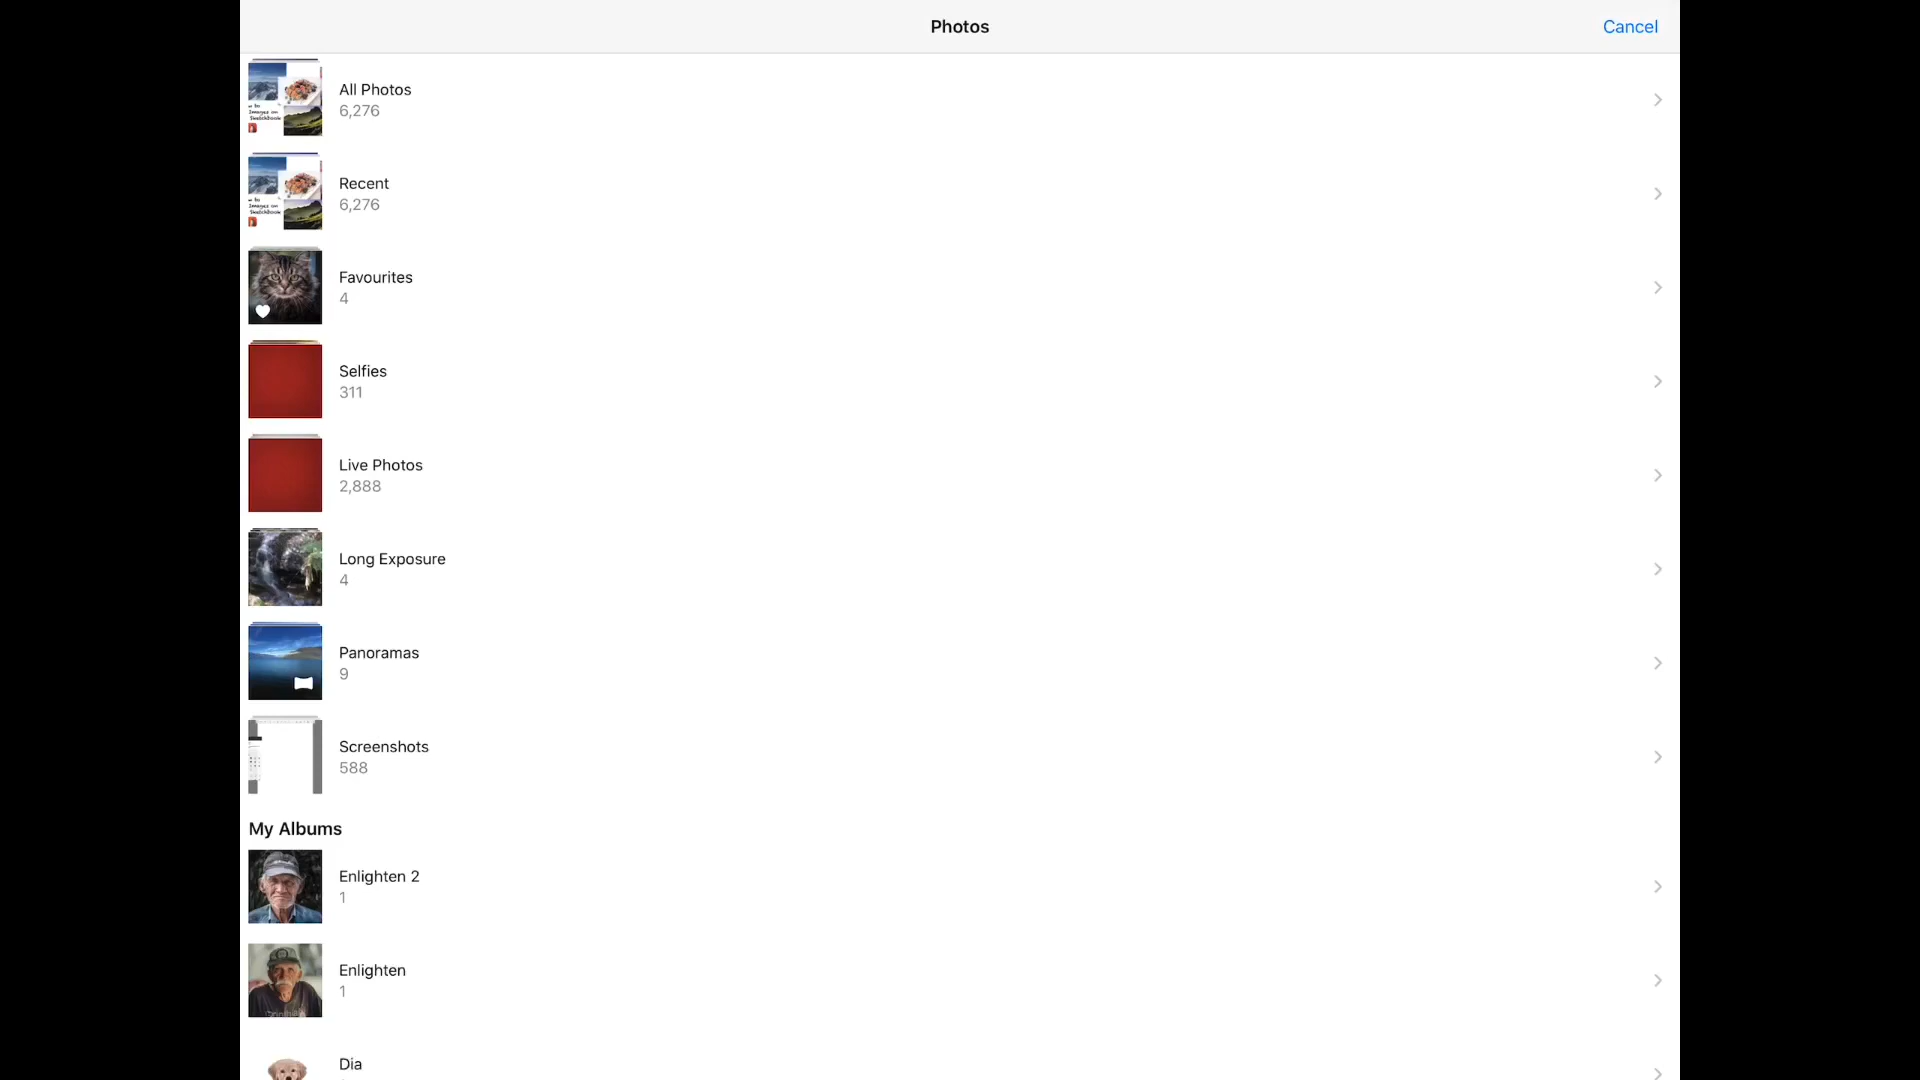 Photos
Cancel
All Photos
6,276
Recent
6,276
Favourites
4
Selfies
311
Live Photos
2,888
Long Exposure
4
Panoramas
9
Screenshots
588
My Albums
Enlighten 2
1
Enlighten
1
Dia